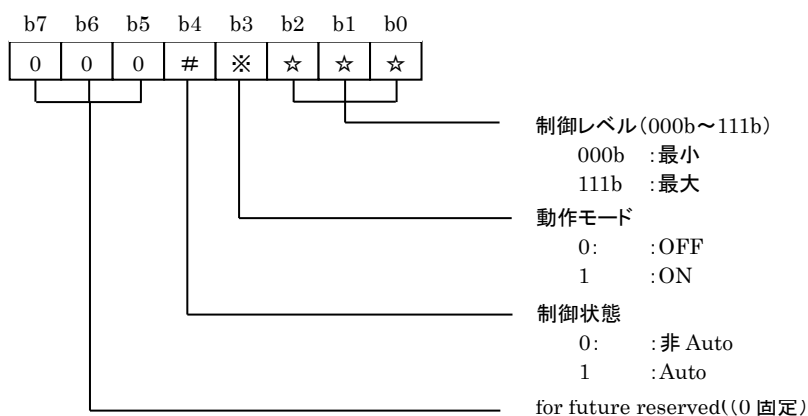 b7 b6 b5 b4 b3 b2 b1 b0
0 0 0 # ※ ☆ ☆ ☆
制御レベル(000b～111b)
000b :最小
111b :最大
動作モード
0: :OFF
1 :ON
制御状態
0: :非 Auto
1 :Auto
for future reserved((0 固定)